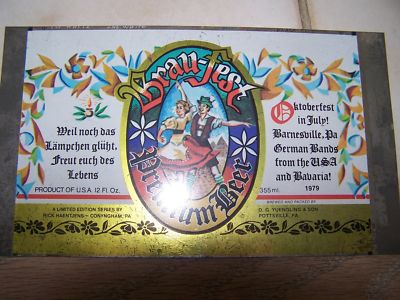 Brau-fest
Premium Beer
Weil noch das
Lämpchen glüht,
Freut euch des
Lebens
PRODUCT OF U.S.A. 12 Fl. Oz.
A LIMITED EDITION SERIES BY
RICK HAENTJENS — CONYNGHAM, PA
Oktoberfest
in July!
Barnesville, Pa
German Bands
from the USA
and Bavaria!
355ml.
1979
BREWED AND PACKED BY
D. G. YUENGLING & SON
POTTSVILLE, PA